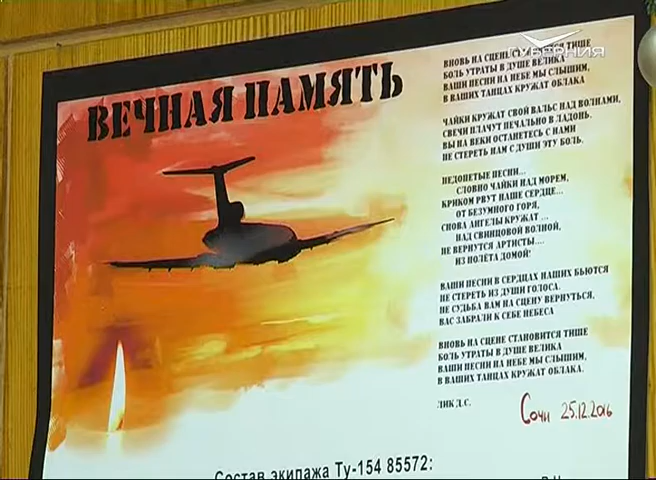 ГУБЕРНИЯ
ВЕЧНАЯ ПАМЯТЬ
ВНОВЬ НА СЦЕНЕ СТАНОВИТСЯ ТИШЕ
БОЛЬ УТРАТЫ В ДУШЕ ВЕЛИКА
ВАШИ ПЕСНИ НА НЕБЕ МЫ СЛЫШИМ,
В ВАШИХ ТАНЦАХ КРУЖАТ ОБЛАКА
ЧАЙКИ КРУЖАТ СВОЙ ВАЛЬС НАД ВОЛНАМИ,
СВЕЧИ ПЛАЧУТ ПЕЧАЛЬНО В ЛАДОНЬ.
ВЫ НА ВЕКИ ОСТАНЕТЕСЬ С НАМИ
НЕ СТЕРЕТЬ НАМ С ДУШИ ЭТУ БОЛЬ.
НЕДОПЕТЫЕ ПЕСНИ...
СЛОВНО ЧАЙКИ НАД МОРЕМ,
КРИКОМ РВУТ НАШЕ СЕРДЦЕ...
ОТ БЕЗУМНОГО ГОРЯ,
СНОВА АНГЕЛЫ КРУЖАТ ...
НАД СВИНЦОВОЙ ВОЛНОЙ,
НЕ ВЕРНУТСЯ АРТИСТЫ....
ИЗ ПОЛЁТА ДОМОЙ
ВАШИ ПЕСНИ В СЕРДЦАХ НАШИХ БЬЮТСЯ
НЕ СТЕРЕТЬ ИЗ ДУШИ ГОЛОСА.
НЕ СУДЬБА ВАМ НА СЦЕНУ ВЕРНУТЬСЯ,
ВАС ЗАБРАЛИ К СЕБЕ НЕБЕСА
ВНОВЬ НА СЦЕНЕ СТАНОВИТСЯ ТИШЕ
БОЛЬ УТРАТЫ В ДУШЕ ВЕЛИКА
ВАШИ ПЕСНИ НА НЕБЕ МЫ СЛЫШИМ,
В ВАШИХ ТАНЦАХ КРУЖАТ ОБЛАКА.
ЛИК Д.С.
Сочи 25.12.2016
Состав экипажа Ту-154 85572: